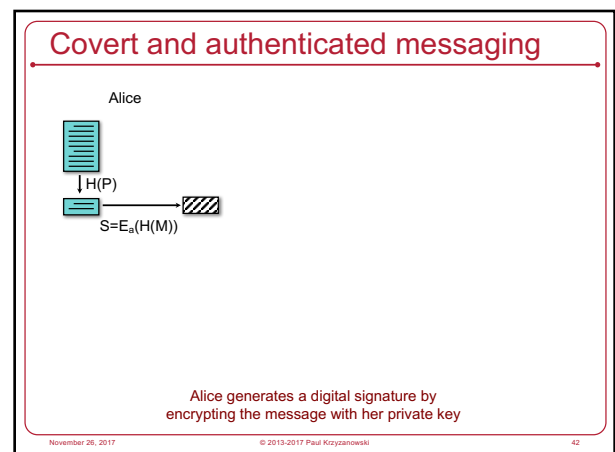 Covert and authenticated messaging
Alice
H(P)
S=Eₐ(H(M))
Alice generates a digital signature by
encrypting the message with her private key
November 26, 2017
© 2013-2017 Paul Krzyzanowski
42